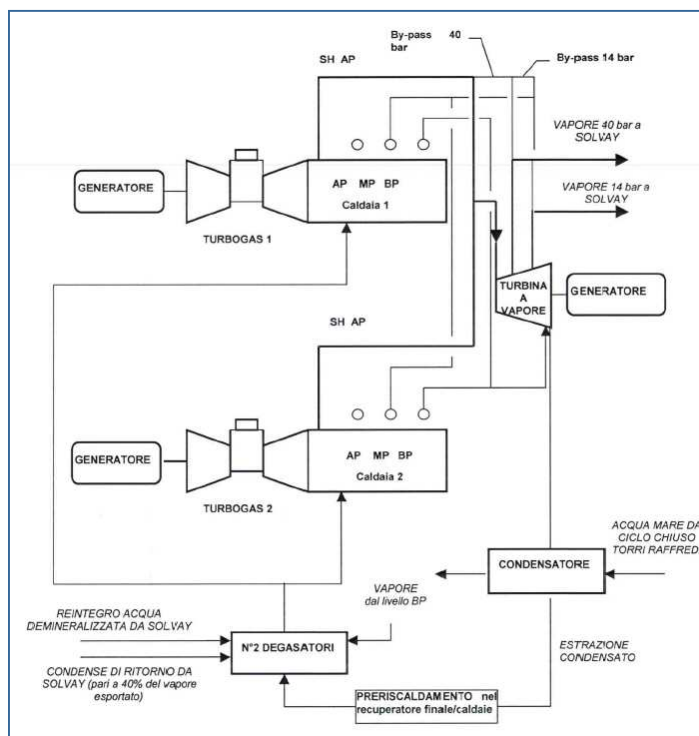 By-pass 40
bar
By-pass 14 bar
SH AP
VAPORE 40 bar a
SOLVAY
GENERATORE
AP MP BP
Caldaia 1
VAPORE 14 bar a
SOLVAY
TURBOGAS 1
TURBINA
A
VAPORE
GENERATORE
SH AP
GENERATORE
AP MP BP
Caldaia 2
TURBOGAS 2
ACQUA MARE DA
CICLO CHIUSO
TORRI RAFFRED
CONDENSATORE
VAPORE
dal livello BP
REINTEGRO ACQUA
DEMINERALIZZATA DA SOLVAY
N°2 DEGASATORI
ESTRAZIONE
CONDENSATO
CONDENSE DI RITORNO DA
SOLVAY (pari a 40% del vapore
esportato)
PRERISCALDAMENTO nel
recuperatore finale/caldaie